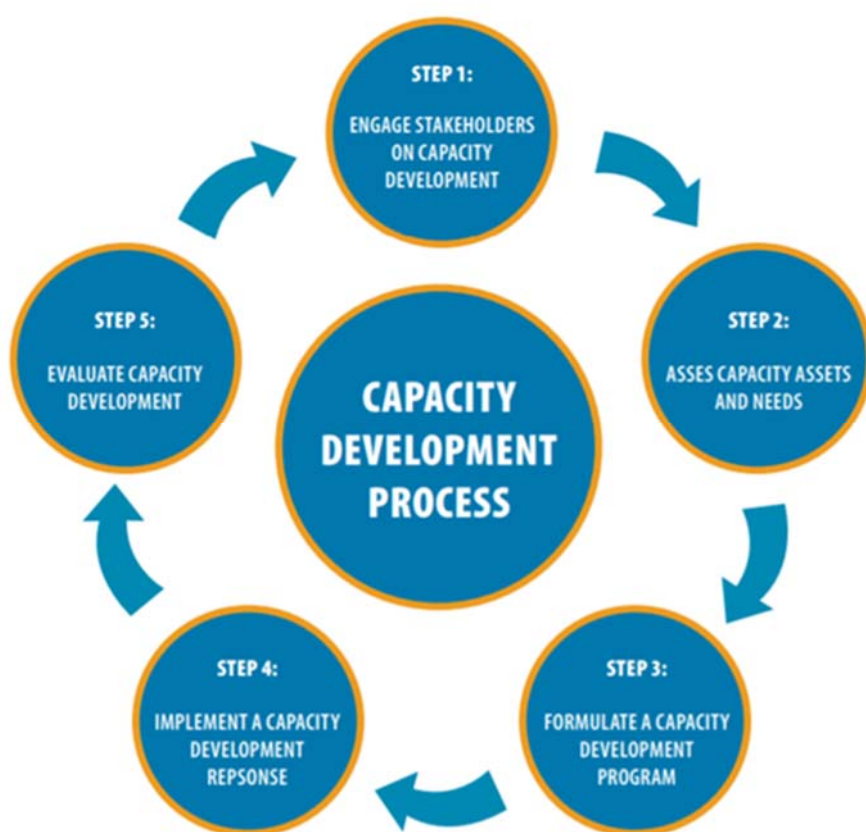 STEP 1:
ENGAGE STAKEHOLDERS
ON CAPACITY
DEVELOPMENT
STEP 2:
ASSES CAPACITY ASSETS
AND NEEDS
STEP 3:
FORMULATE A CAPACITY
DEVELOPMENT
PROGRAM
STEP 4:
IMPLEMENT A CAPACITY
DEVELOPMENT
REPSONSE
STEP 5:
EVALUATE CAPACITY
DEVELOPMENT
CAPACITY
DEVELOPMENT
PROCESS